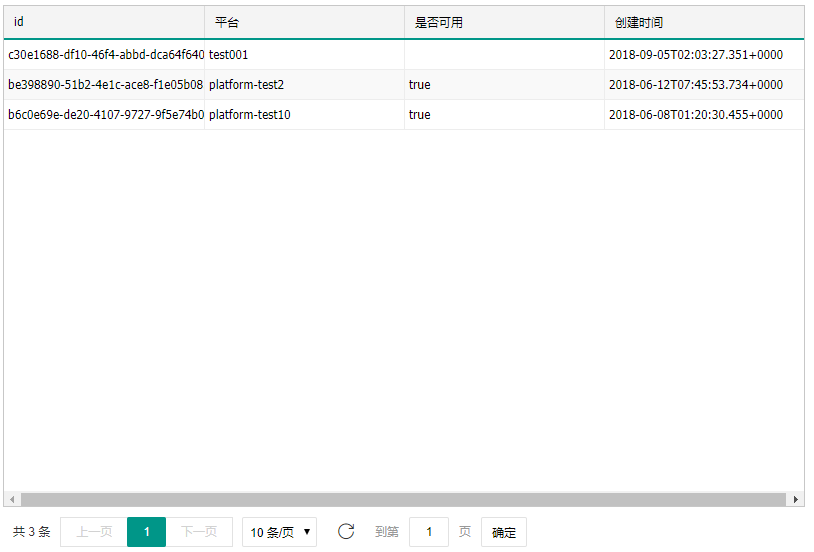 id 平台 是否可用 创建时间
c30e1688-df10-46f4-abbd-dca64f640 test001 2018-09-05T02:03:27.351+0000
be398890-51b2-4e1c-ace8-f1e05b08 platform-test2 true 2018-06-12T07:45:53.734+0000
b6c0e69e-de20-4107-9727-9f5e74b0 platform-test10 true 2018-06-08T01:20:30.455+0000
共 3 条 上一页 1 下一页 10 条/页 到第 1 页 确定